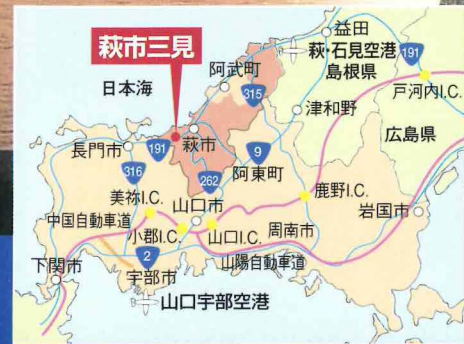 萩市三見
日本海
益田
萩・石見空港
島根県
191
戸河内I.C.
阿武町
315
津和野
広島県
長門市
191
萩市
9
阿東町
316
262
美祢I.C.
山口市
鹿野I.C.
岩国市
中国自動車道
小郡I.C.
山口I.C.
周南市
2
山陽自動車道
下関市
宇部市
山口宇部空港